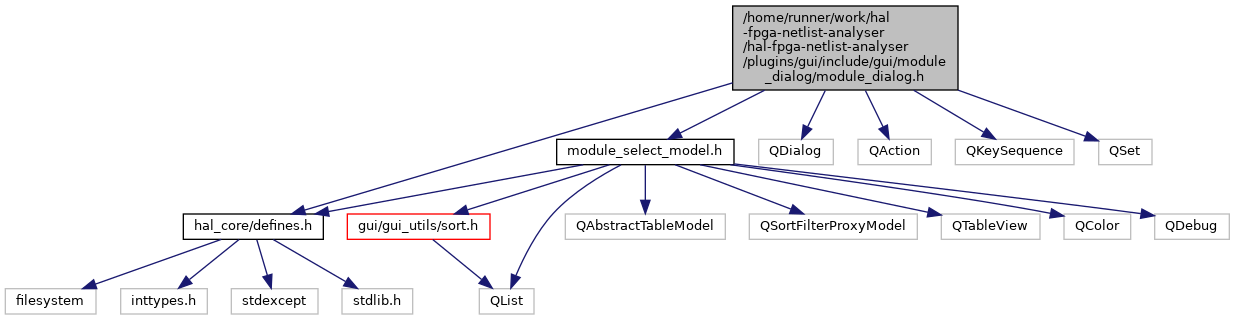 /home/runner/work/hal
-fpga-netlist-analyser
/hal-fpga-netlist-analyser
/plugins/gui/include/gui/module
_dialog/module_dialog.h
module_select_model.h
QDialog
QAction
QKeySequence
QSet
hal_core/defines.h
gui/gui_utils/sort.h
QAbstractTableModel
QSortFilterProxyModel
QTableView
QColor
QDebug
filesystem
inttypes.h
stdexcept
stdlib.h
QList